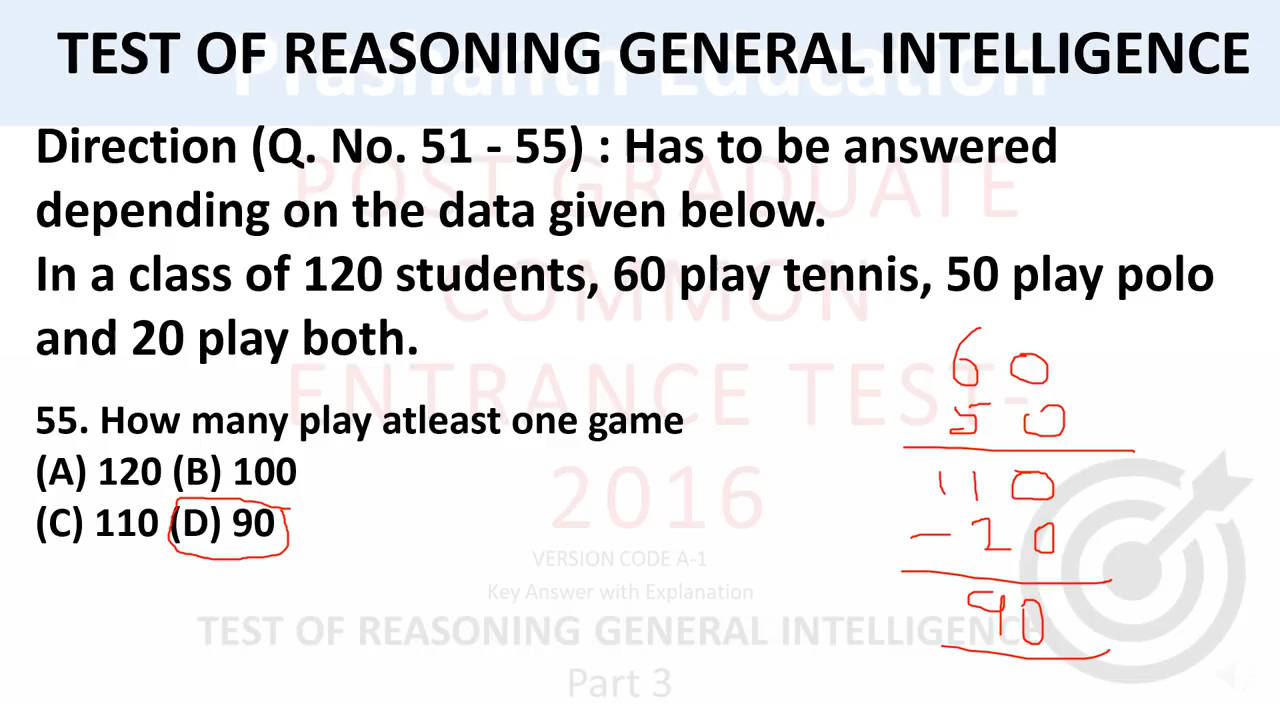 TEST OF REASONING GENERAL INTELLIGENCE
Prashanth Education
Direction (Q. No. 51 - 55) : Has to be answered
depending on the data given below.
In a class of 120 students, 60 play tennis, 50 play polo
and 20 play both.
55. How many play atleast one game
(A) 120 (B) 100
(C) 110 (D) 90
60
50
110
- 20
90
POST GRADUATE
COMMON
ENTRANCE TEST-
2016
VERSION CODE A-1
Key Answer with Explanation
TEST OF REASONING GENERAL INTELLIGENCE
Part 3